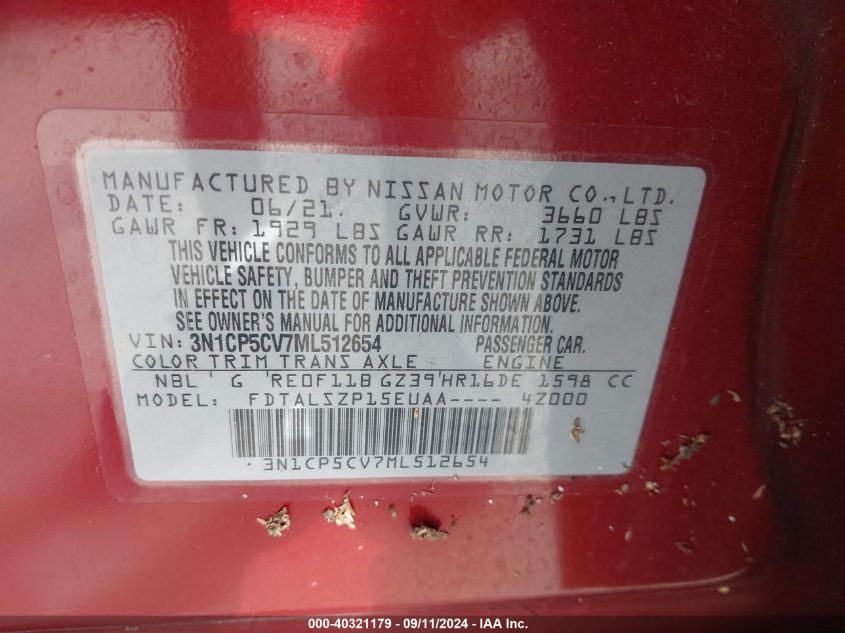 MANUFACTURED BY NISSAN MOTOR CO.,LTD.
DATE: 06/21. GVWR: 3660 LBS
GAWR FR: 1929 LBS GAWR RR: 1731 LBS
THIS VEHICLE CONFORMS TO ALL APPLICABLE FEDERAL MOTOR
VEHICLE SAFETY, BUMPER AND THEFT PREVENTION STANDARDS
IN EFFECT ON THE DATE OF MANUFACTURE SHOWN ABOVE.
SEE OWNER'S MANUAL FOR ADDITIONAL INFORMATION.
VIN: 3N1CP5CV7ML512654 PASSENGER CAR.
COLOR TRIM TRANS AXLE ENGINE
NBL G RE0F11B GZ39 HR16DE 1598 CC
MODEL: FDTALSZP15EUAA---- 4Z000
3N1CP5CV7ML512654
000-40321179 - 09/11/2024 - IAA Inc.